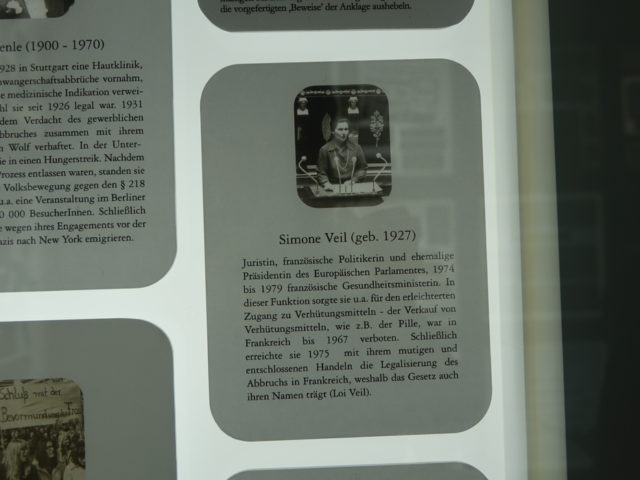 die vorgefertigten ‚Beweise' der Anklage aushebeln.
enle (1900 - 1970)
928 in Stuttgart eine Hautklinik,
wangerschaftsabbrüche vornahm,
e medizinische Indikation verwei-
hl sie seit 1926 legal war. 1931
dem Verdacht des gewerblichen
bbruches zusammen mit ihrem
n Wolf verhaftet. In der Unter-
ie in einen Hungerstreik. Nachdem
Prozess entlassen waren, standen sie
Volksbewegung gegen den § 218
u.a. eine Veranstaltung im Berliner
0 000 BesucherInnen. Schließlich
e wegen ihres Engagements vor der
azis nach New York emigrieren.
Simone Veil (geb. 1927)
Juristin, französische Politikerin und ehemalige
Präsidentin des Europäischen Parlamentes, 1974
bis 1979 französische Gesundheitsministerin. In
dieser Funktion sorgte sie u.a. für den erleichterten
Zugang zu Verhütungsmitteln - der Verkauf von
Verhütungsmitteln, wie z.B. der Pille, war in
Frankreich bis 1967 verboten. Schließlich
erreichte sie 1975 mit ihrem mutigen und
entschlossenen Handeln die Legalisierung des
Abbruchs in Frankreich, weshalb das Gesetz auch
ihren Namen trägt (Loi Veil).
Schluß mit der
Bevormundung